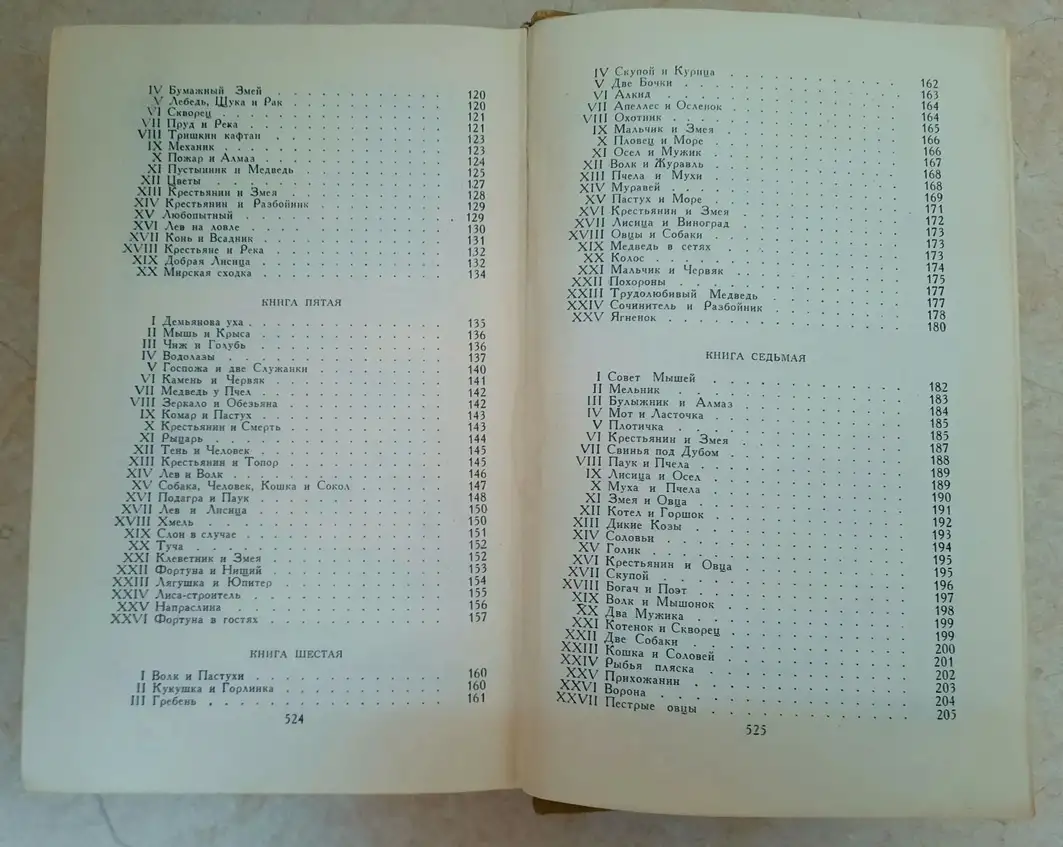 IV Бумажный Змей . . . . . . . . 120
V Лебедь, Щука и Рак . . . . . . . . 120
VI Скворец . . . . . . . . 121
VII Пруд и Река . . . . . . . . 121
VIII Тришкин кафтан . . . . . . . . 123
IX Механик . . . . . . . . 123
X Пожар и Алмаз . . . . . . . . 124
XI Пустынник и Медведь . . . . . . . . 125
XII Цветы . . . . . . . . 127
XIII Крестьянин и Змея . . . . . . . . 128
XIV Крестьянин и Разбойник . . . . . . . . 129
XV Любопытный . . . . . . . . 129
XVI Лев на ловле . . . . . . . . 130
XVII Конь и Всадник . . . . . . . . 131
XVIII Крестьяне и Река . . . . . . . . 132
XIX Добрая Лисица . . . . . . . . 132
XX Мирская сходка . . . . . . . . 134
КНИГА ПЯТАЯ
I Демьянова уха . . . . . . . . 135
II Мышь и Крыса . . . . . . . . 136
III Чиж и Голубь . . . . . . . . 136
IV Водолазы . . . . . . . . 137
V Госпожа и две Служанки . . . . . . . . 140
VI Камень и Червяк . . . . . . . . 141
VII Медведь у Пчел . . . . . . . . 142
VIII Зеркало и Обезьяна . . . . . . . . 142
IX Комар и Пастух . . . . . . . . 143
X Крестьянин и Смерть . . . . . . . . 143
XI Рыцарь . . . . . . . . 144
XII Тень и Человек . . . . . . . . 145
XIII Крестьянин и Топор . . . . . . . . 145
XIV Лев и Волк . . . . . . . . 146
XV Собака, Человек, Кошка и Сокол . . . . . . . . 147
XVI Подагра и Паук . . . . . . . . 148
XVII Лев и Лисица . . . . . . . . 150
XVIII Хмель . . . . . . . . 150
XIX Слон в случае . . . . . . . . 151
XX Туча . . . . . . . . 152
XXI Клеветник и Змея . . . . . . . . 152
XXII Фортуна и Нищий . . . . . . . . 153
XXIII Лягушка и Юпитер . . . . . . . . 154
XXIV Лиса-строитель . . . . . . . . 155
XXV Напраслина . . . . . . . . 156
XXVI Фортуна в гостях . . . . . . . . 157
КНИГА ШЕСТАЯ
I Волк и Пастухи . . . . . . . . 160
II Кукушка и Горлинка . . . . . . . . 160
III Гребень . . . . . . . . 161
524
IV Скупой и Курица . . . . . . . . 162
V Две Бочки . . . . . . . . 163
VI Алкид . . . . . . . . 164
VII Апеллес и Осленок . . . . . . . . 164
VIII Охотник . . . . . . . . 165
IX Мальчик и Змея . . . . . . . . 166
X Пловец и Море . . . . . . . . 166
XI Осел и Мужик . . . . . . . . 167
XII Волк и Журавль . . . . . . . . 168
XIII Пчела и Мухи . . . . . . . . 168
XIV Муравей . . . . . . . . 169
XV Пастух и Море . . . . . . . . 171
XVI Крестьянин и Змея . . . . . . . . 172
XVII Лисица и Виноград . . . . . . . . 173
XVIII Овцы и Собаки . . . . . . . . 173
XIX Медведь в сетях . . . . . . . . 173
XX Колос . . . . . . . . 174
XXI Мальчик и Червяк . . . . . . . . 175
XXII Похороны . . . . . . . . 177
XXIII Трудолюбивый Медведь . . . . . . . . 177
XXIV Сочинитель и Разбойник . . . . . . . . 178
XXV Ягненок . . . . . . . . 180
КНИГА СЕДЬМАЯ
I Совет Мышей . . . . . . . . 182
II Мельник . . . . . . . . 183
III Булыжник и Алмаз . . . . . . . . 184
IV Мот и Ласточка . . . . . . . . 185
V Плотичка . . . . . . . . 185
VI Крестьянин и Змея . . . . . . . . 187
VII Свинья под Дубом . . . . . . . . 188
VIII Паук и Пчела . . . . . . . . 189
IX Лисица и Осел . . . . . . . . 189
X Муха и Пчела . . . . . . . . 190
XI Змея и Овца . . . . . . . . 191
XII Котел и Горшок . . . . . . . . 192
XIII Дикие Козы . . . . . . . . 193
XIV Соловьи . . . . . . . . 194
XV Голик . . . . . . . . 195
XVI Крестьянин и Овца . . . . . . . . 195
XVII Скупой . . . . . . . . 196
XVIII Богач и Поэт . . . . . . . . 197
XIX Волк и Мышонок . . . . . . . . 198
XX Два Мужика . . . . . . . . 199
XXI Котенок и Скворец . . . . . . . . 199
XXII Две Собаки . . . . . . . . 200
XXIII Кошка и Соловей . . . . . . . . 201
XXIV Рыбья пляска . . . . . . . . 202
XXV Прихожанин . . . . . . . . 203
XXVI Ворона . . . . . . . . 204
XXVII Пестрые овцы . . . . . . . . 205
525